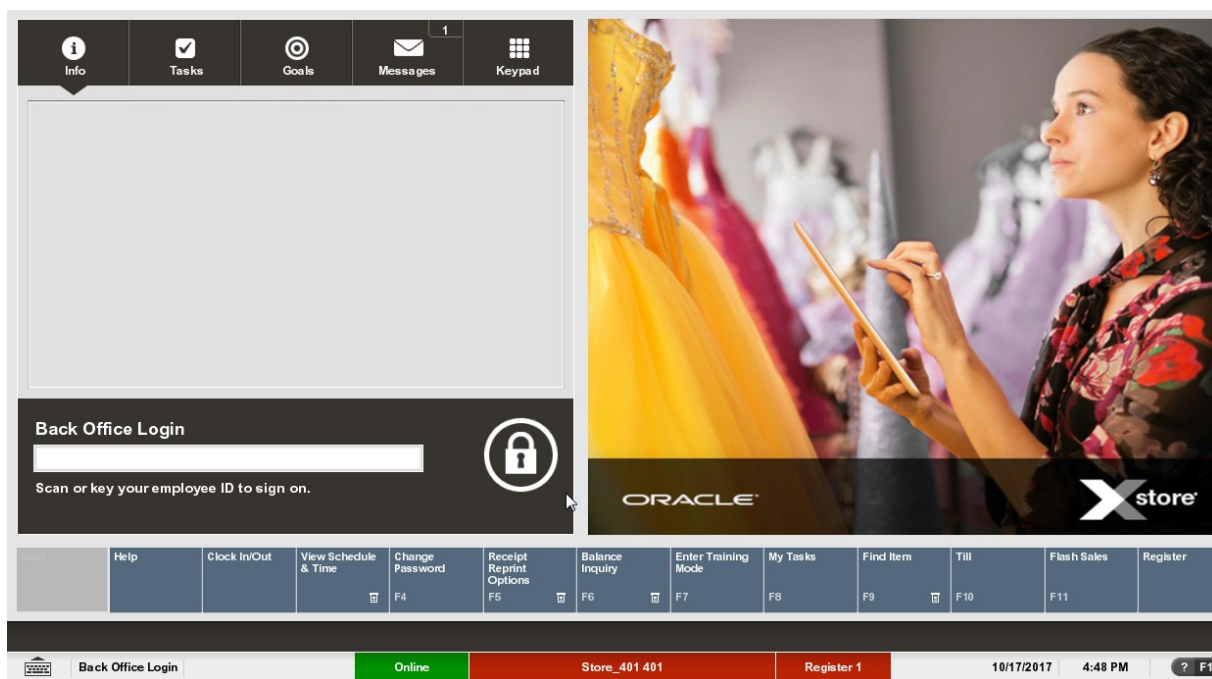 1
Info
Tasks
Goals
Messages
Keypad
Back Office Login
Scan or key your employee ID to sign on.
ORACLE
Xstore
Back
Help
Clock In/Out
View Schedule
& Time
Change
Password
F4
Receipt
Reprint
Options
F5
Balance
Inquiry
F6
Enter Training
Mode
F7
My Tasks
F8
Find Item
F9
Till
F10
Flash Sales
F11
Register
Back Office Login
Online
Store_401 401
Register 1
10/17/2017
4:48 PM
? F1